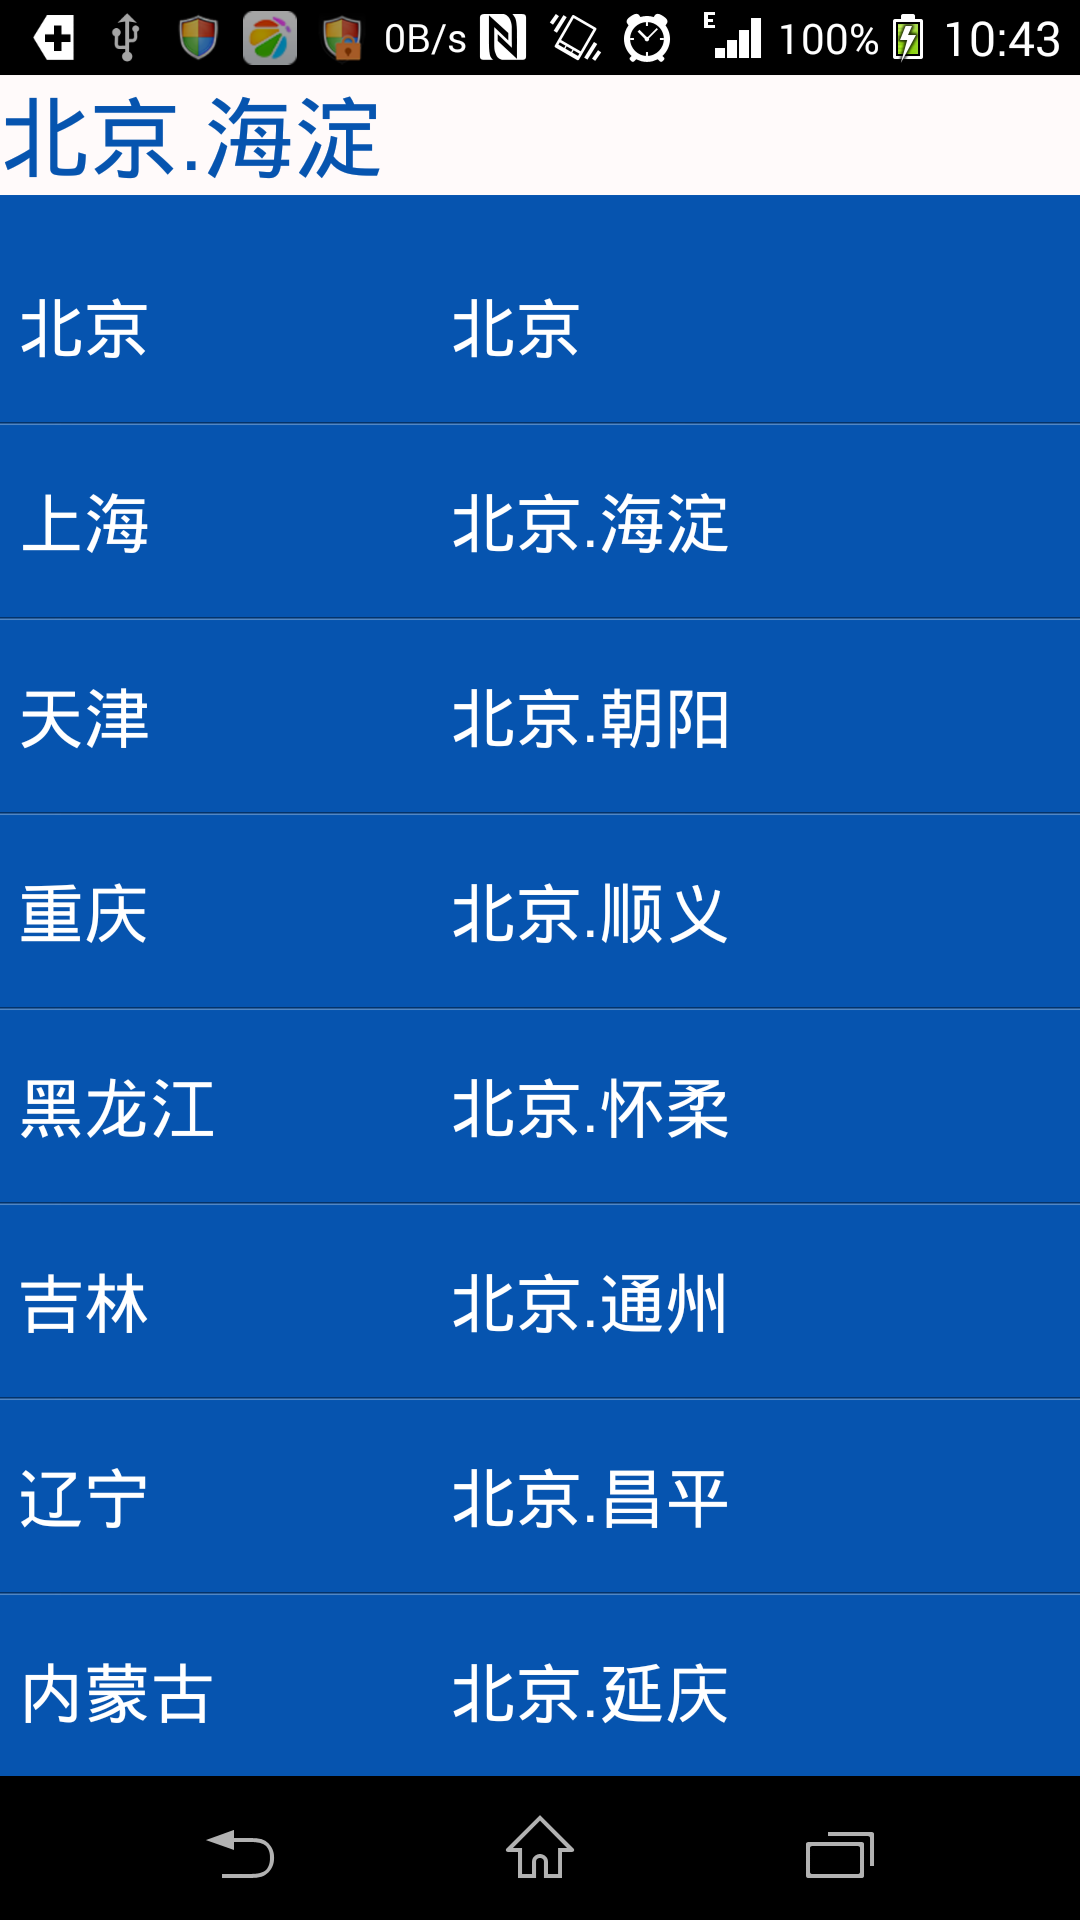 0B/s E 100% 10:43
北京.海淀
北京 北京
上海 北京.海淀
天津 北京.朝阳
重庆 北京.顺义
黑龙江 北京.怀柔
吉林 北京.通州
辽宁 北京.昌平
内蒙古 北京.延庆